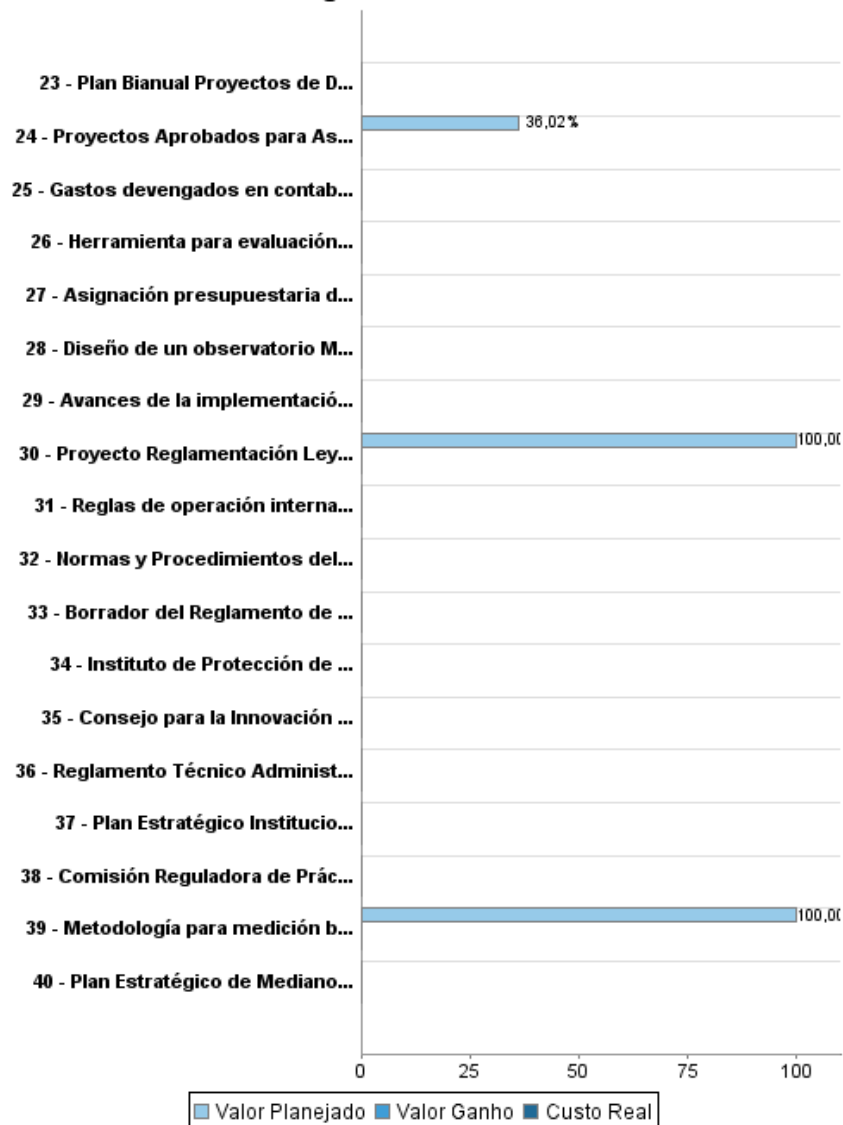 23 - Plan Bianual Proyectos de D...
24 - Proyectos Aprobados para As...
36,02%
25 - Gastos devengados en contab...
26 - Herramienta para evaluación...
27 - Asignación presupuestaria d...
28 - Diseño de un observatorio M...
29 - Avances de la implementació...
30 - Proyecto Reglamentación Ley...
100,00
31 - Reglas de operación interna...
32 - Normas y Procedimientos del...
33 - Borrador del Reglamento de ...
34 - Instituto de Protección de ...
35 - Consejo para la Innovación ...
36 - Reglamento Técnico Administ...
37 - Plan Estratégico Institucio...
38 - Comisión Reguladora de Prác...
39 - Metodología para medición b...
100,00
40 - Plan Estratégico de Mediano...
0 25 50 75 100
Valor Planejado Valor Ganho Custo Real